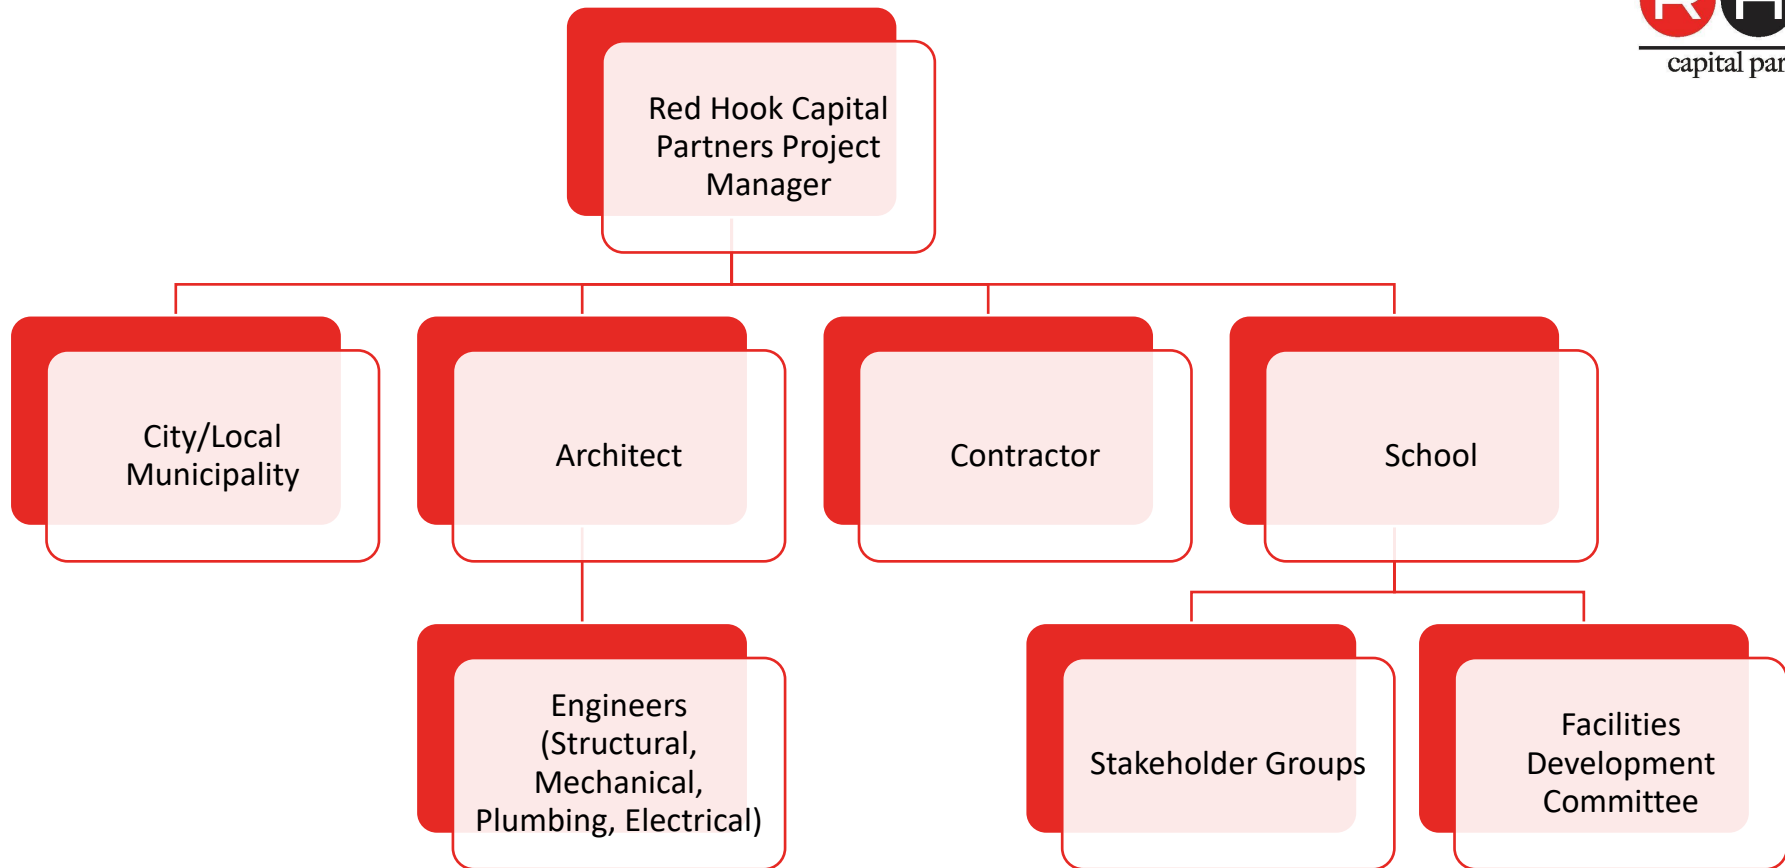 R H
capital par
Red Hook Capital
Partners Project
Manager
City/Local
Municipality
Architect
Contractor
School
Engineers
(Structural,
Mechanical,
Plumbing, Electrical)
Stakeholder Groups
Facilities
Development
Committee